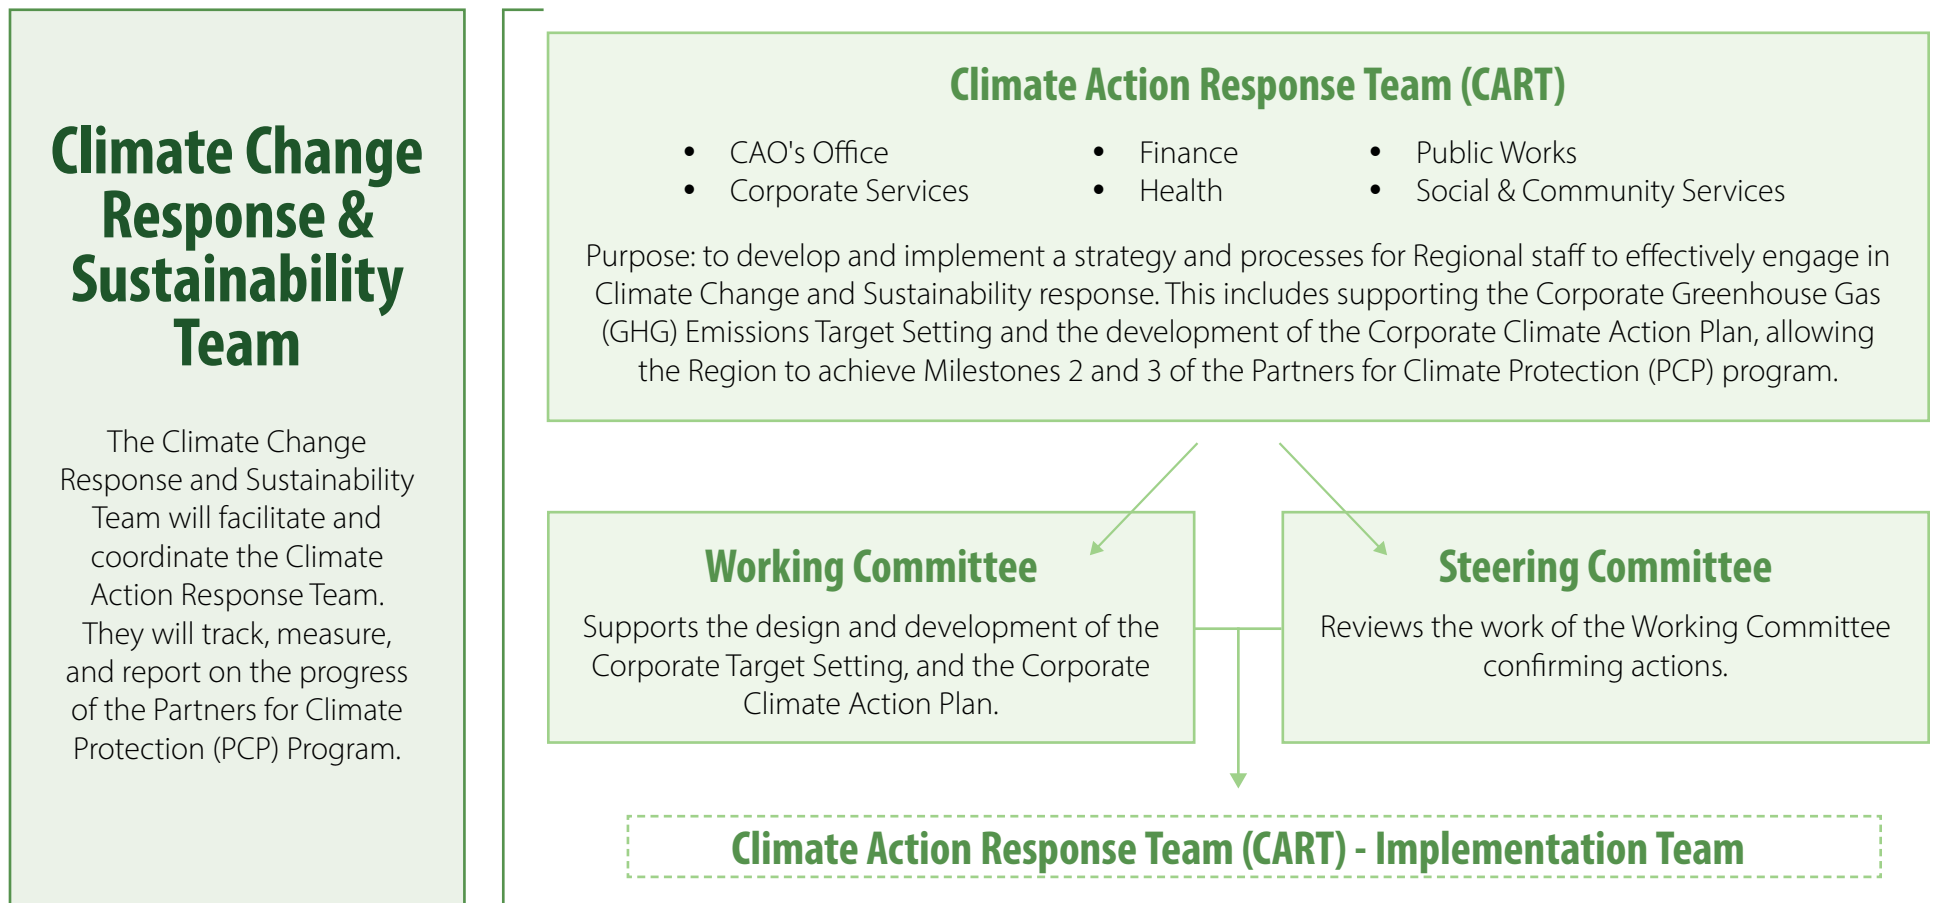 Climate Change
Response &
Sustainability
Team
The Climate Change
Response and Sustainability
Team will facilitate and
coordinate the Climate
Action Response Team.
They will track, measure,
and report on the progress
of the Partners for Climate
Protection (PCP) Program.
Climate Action Response Team (CART)
• CAO's Office • Finance • Public Works
• Corporate Services • Health • Social & Community Services
Purpose: to develop and implement a strategy and processes for Regional staff to effectively engage in
Climate Change and Sustainability response. This includes supporting the Corporate Greenhouse Gas
(GHG) Emissions Target Setting and the development of the Corporate Climate Action Plan, allowing
the Region to achieve Milestones 2 and 3 of the Partners for Climate Protection (PCP) program.
Working Committee
Supports the design and development of the
Corporate Target Setting, and the Corporate
Climate Action Plan.
Steering Committee
Reviews the work of the Working Committee
confirming actions.
Climate Action Response Team (CART) - Implementation Team